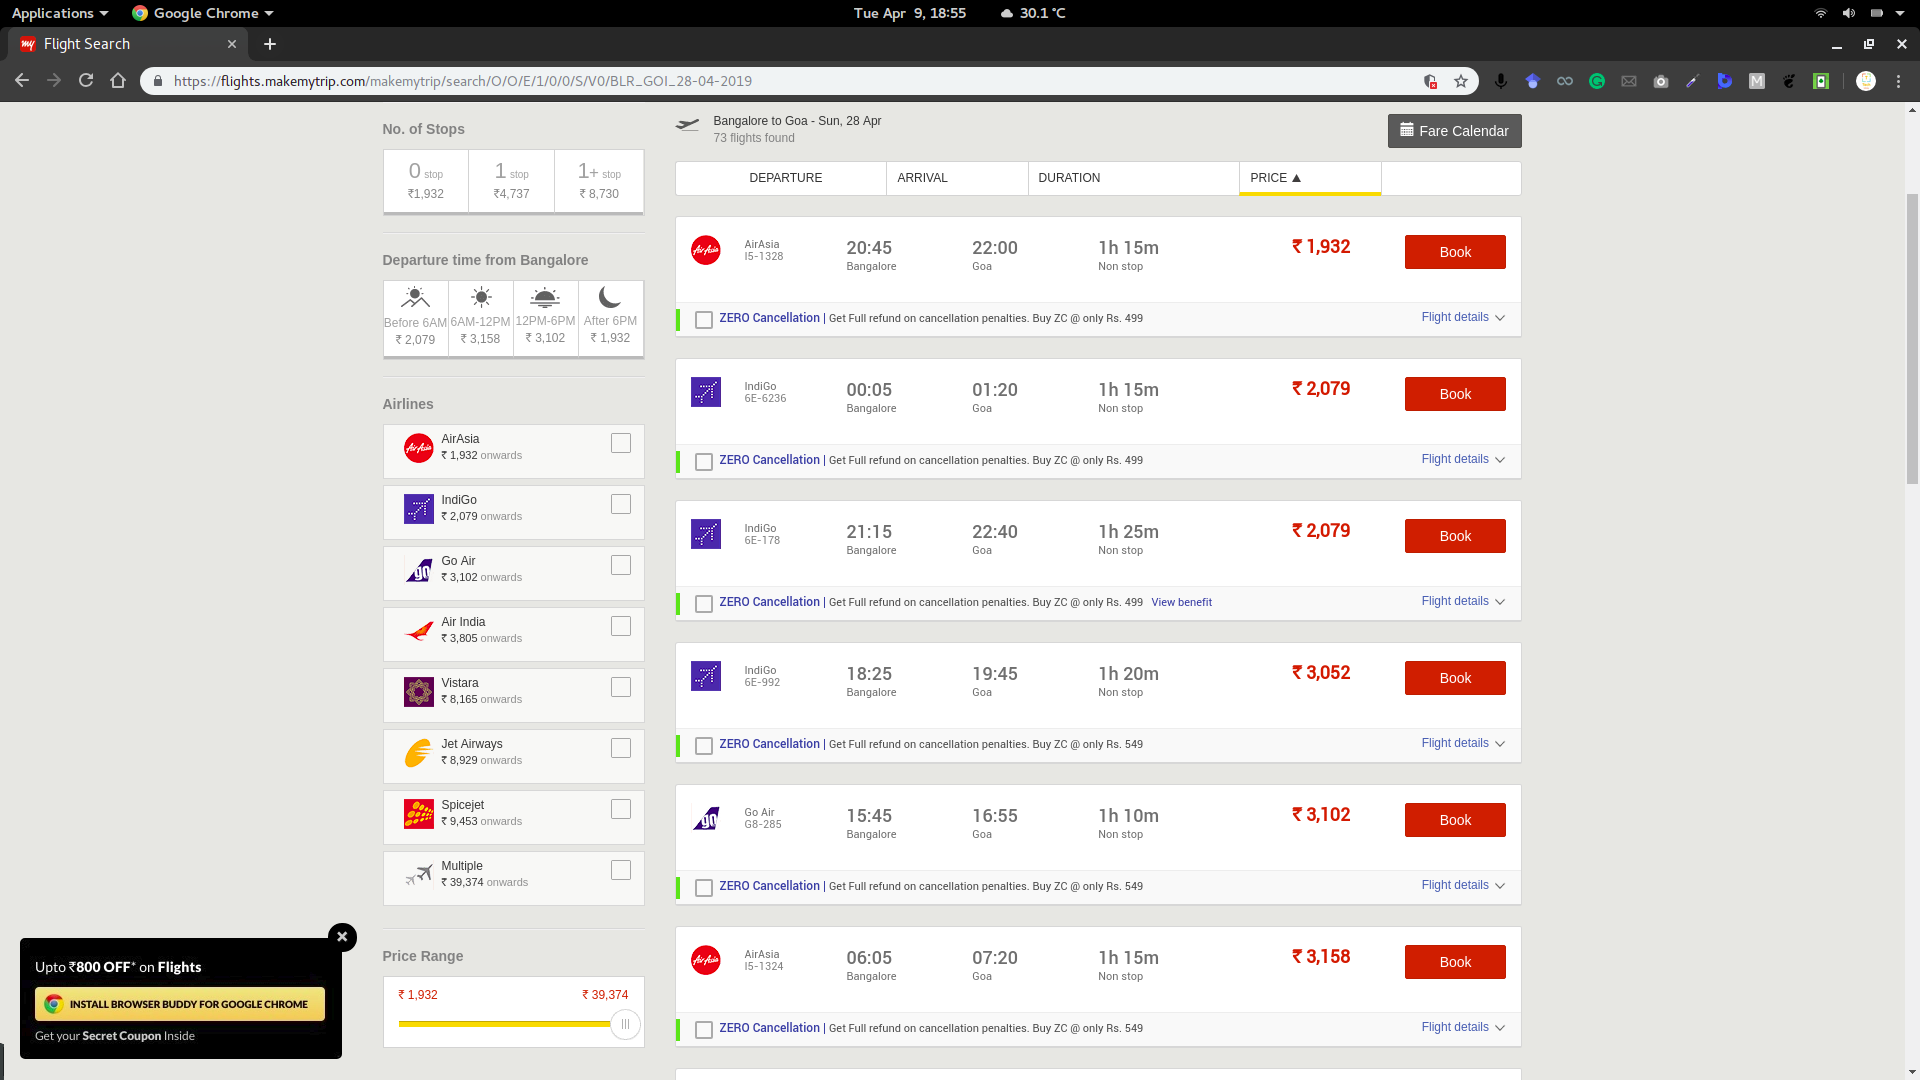 Applications
Google Chrome
Tue Apr 9, 18:55
30.1 °C
my Flight Search
https://flights.makemytrip.com/makemytrip/search/O/O/E/1/0/0/S/V0/BLR_GOI_28-04-2019
No. of Stops
0 stop
₹1,932
1 stop
₹4,737
1+ stop
₹ 8,730
Departure time from Bangalore
Before 6AM
₹ 2,079
6AM-12PM
₹ 3,158
12PM-6PM
₹ 3,102
After 6PM
₹ 1,932
Airlines
AirAsia
₹ 1,932 onwards
IndiGo
₹ 2,079 onwards
Go Air
₹ 3,102 onwards
Air India
₹ 3,805 onwards
Vistara
₹ 8,165 onwards
Jet Airways
₹ 8,929 onwards
Spicejet
₹ 9,453 onwards
Multiple
₹ 39,374 onwards
Price Range
₹ 1,932
₹ 39,374
Upto ₹800 OFF* on Flights
INSTALL BROWSER BUDDY FOR GOOGLE CHROME
Get your Secret Coupon Inside
Bangalore to Goa - Sun, 28 Apr
73 flights found
Fare Calendar
DEPARTURE
ARRIVAL
DURATION
PRICE
AirAsia
I5-1328
20:45
Bangalore
22:00
Goa
1h 15m
Non stop
₹ 1,932
Book
ZERO Cancellation | Get Full refund on cancellation penalties. Buy ZC @ only Rs. 499
Flight details
IndiGo
6E-6236
00:05
Bangalore
01:20
Goa
1h 15m
Non stop
₹ 2,079
Book
ZERO Cancellation | Get Full refund on cancellation penalties. Buy ZC @ only Rs. 499
Flight details
IndiGo
6E-178
21:15
Bangalore
22:40
Goa
1h 25m
Non stop
₹ 2,079
Book
ZERO Cancellation | Get Full refund on cancellation penalties. Buy ZC @ only Rs. 499 View benefit
Flight details
IndiGo
6E-992
18:25
Bangalore
19:45
Goa
1h 20m
Non stop
₹ 3,052
Book
ZERO Cancellation | Get Full refund on cancellation penalties. Buy ZC @ only Rs. 549
Flight details
Go Air
G8-285
15:45
Bangalore
16:55
Goa
1h 10m
Non stop
₹ 3,102
Book
ZERO Cancellation | Get Full refund on cancellation penalties. Buy ZC @ only Rs. 549
Flight details
AirAsia
I5-1324
06:05
Bangalore
07:20
Goa
1h 15m
Non stop
₹ 3,158
Book
ZERO Cancellation | Get Full refund on cancellation penalties. Buy ZC @ only Rs. 549
Flight details